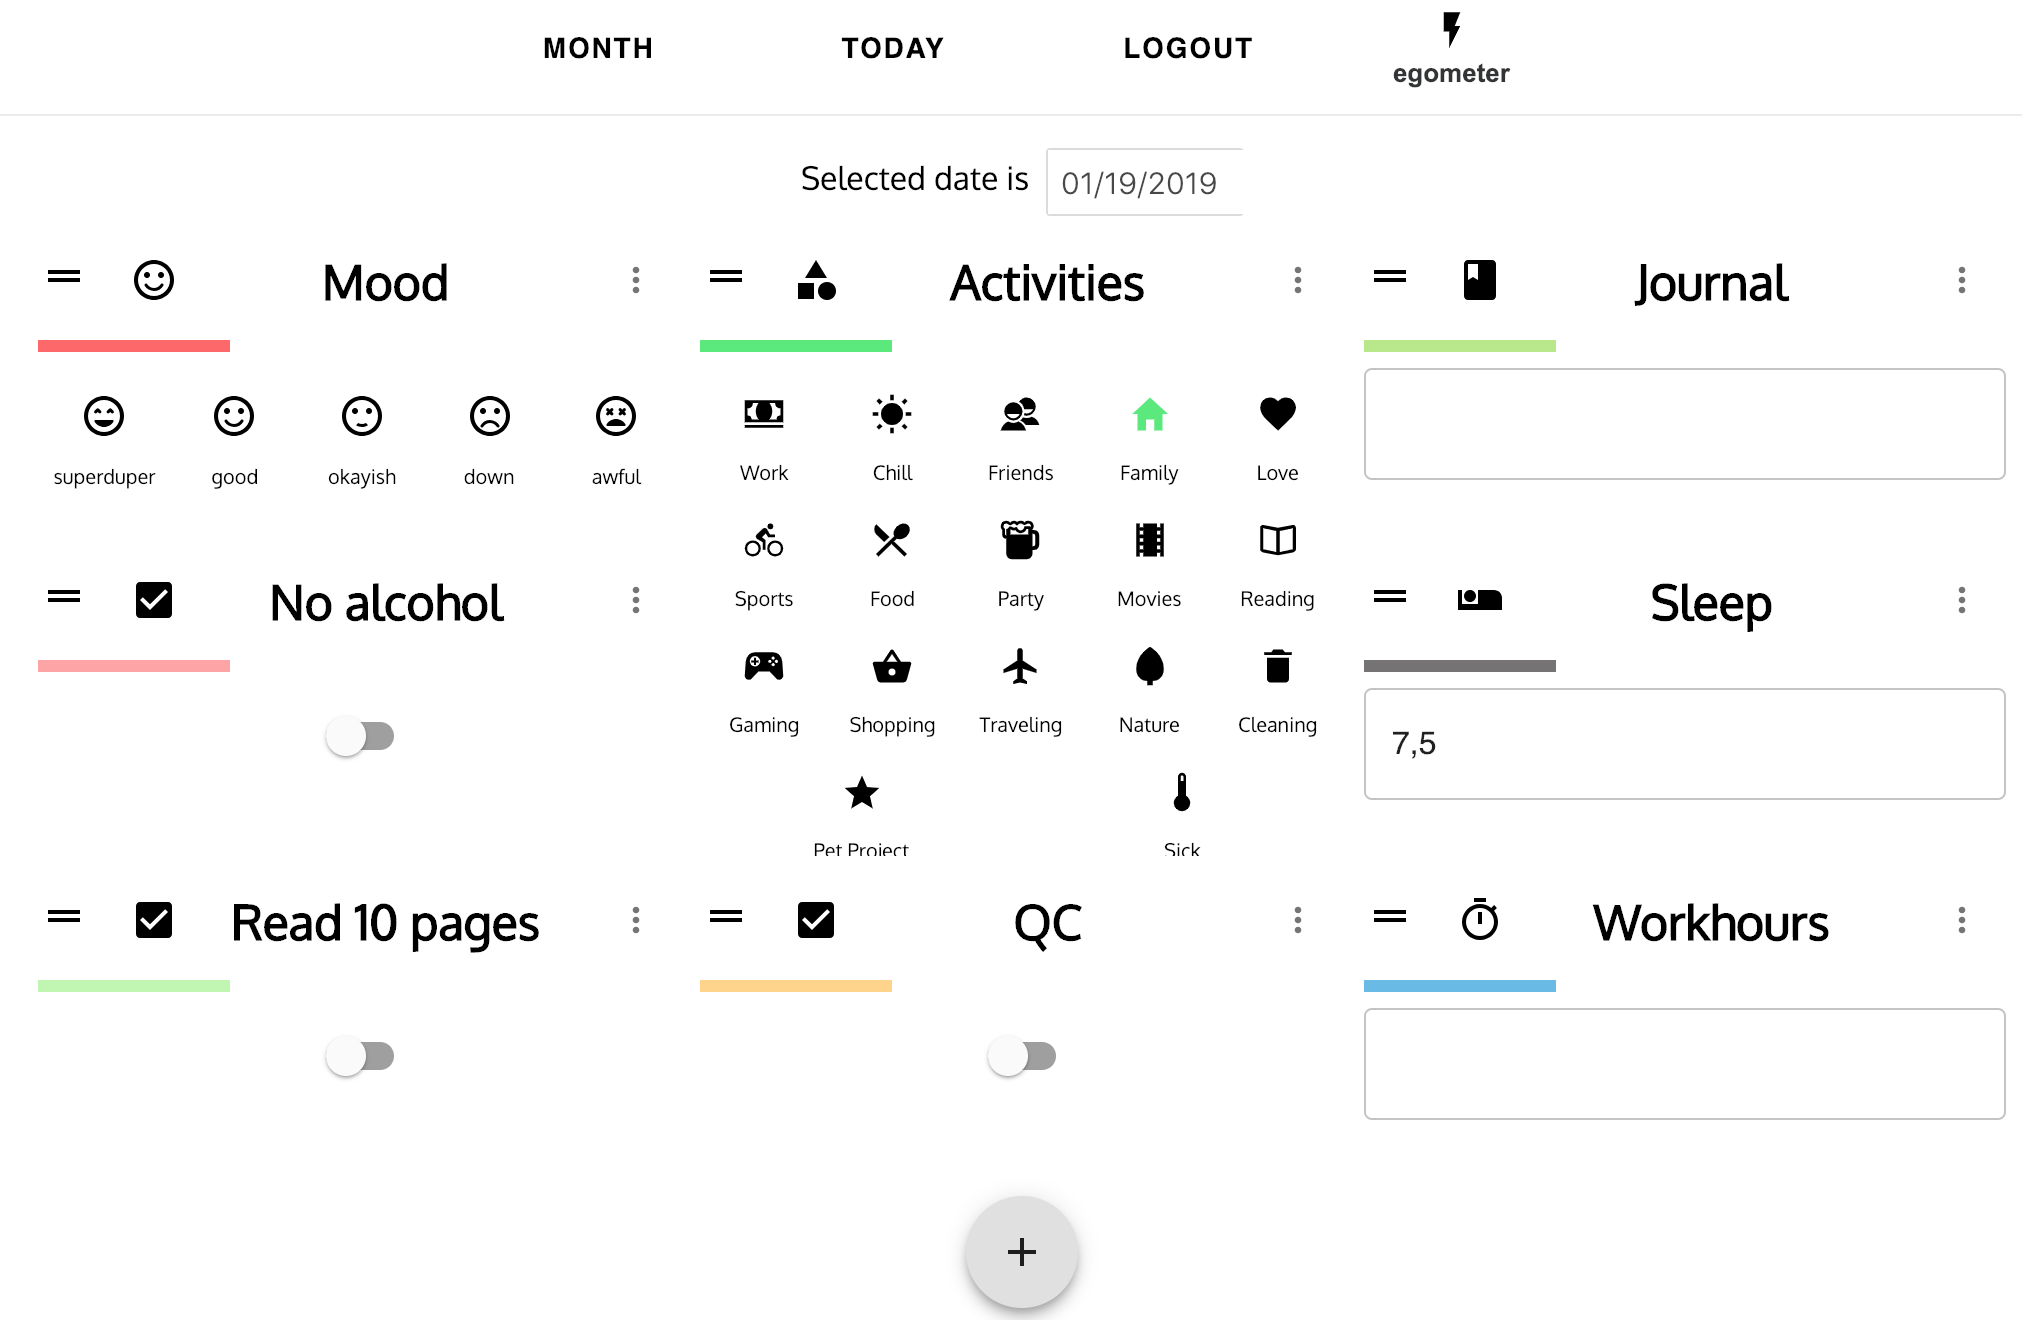 MONTH TODAY LOGOUT
egometer
Selected date is 01/19/2019
Mood
superduper good okayish down awful
Activities
Work Chill Friends Family Love
Sports Food Party Movies Reading
Gaming Shopping Traveling Nature Cleaning
Pet Project Sick
Journal
No alcohol
Sleep
7,5
Read 10 pages
QC
Workhours